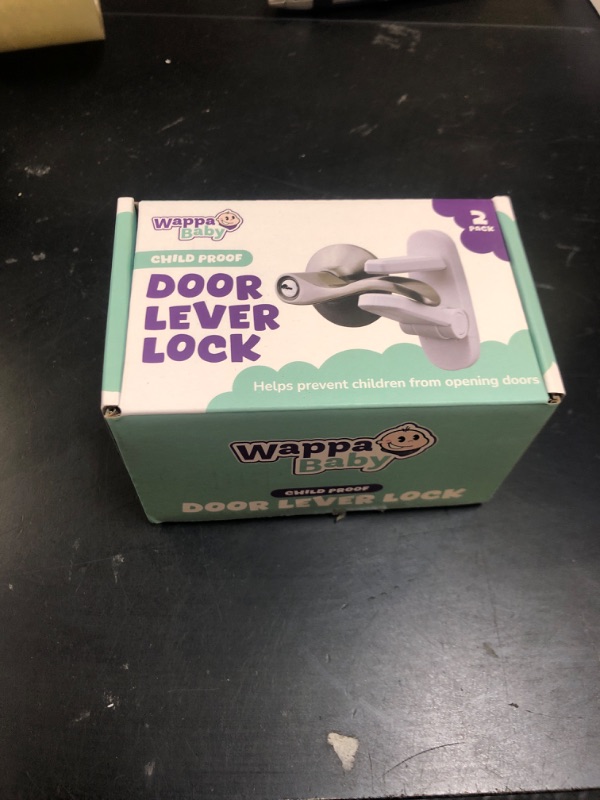 Wappa
Baby
2
PACK
CHILD PROOF
DOOR
LEVER
LOCK
Helps prevent children from opening doors
Wappa
Baby
CHILD PROOF
DOOR LEVER LOCK